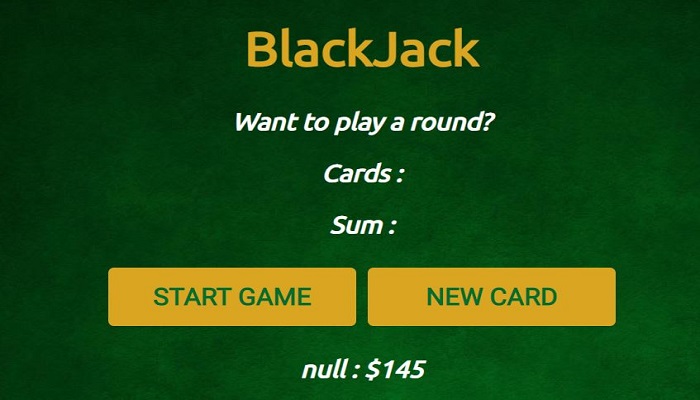 BlackJack
Want to play a round?
Cards :
Sum :
START GAME NEW CARD
null : $145